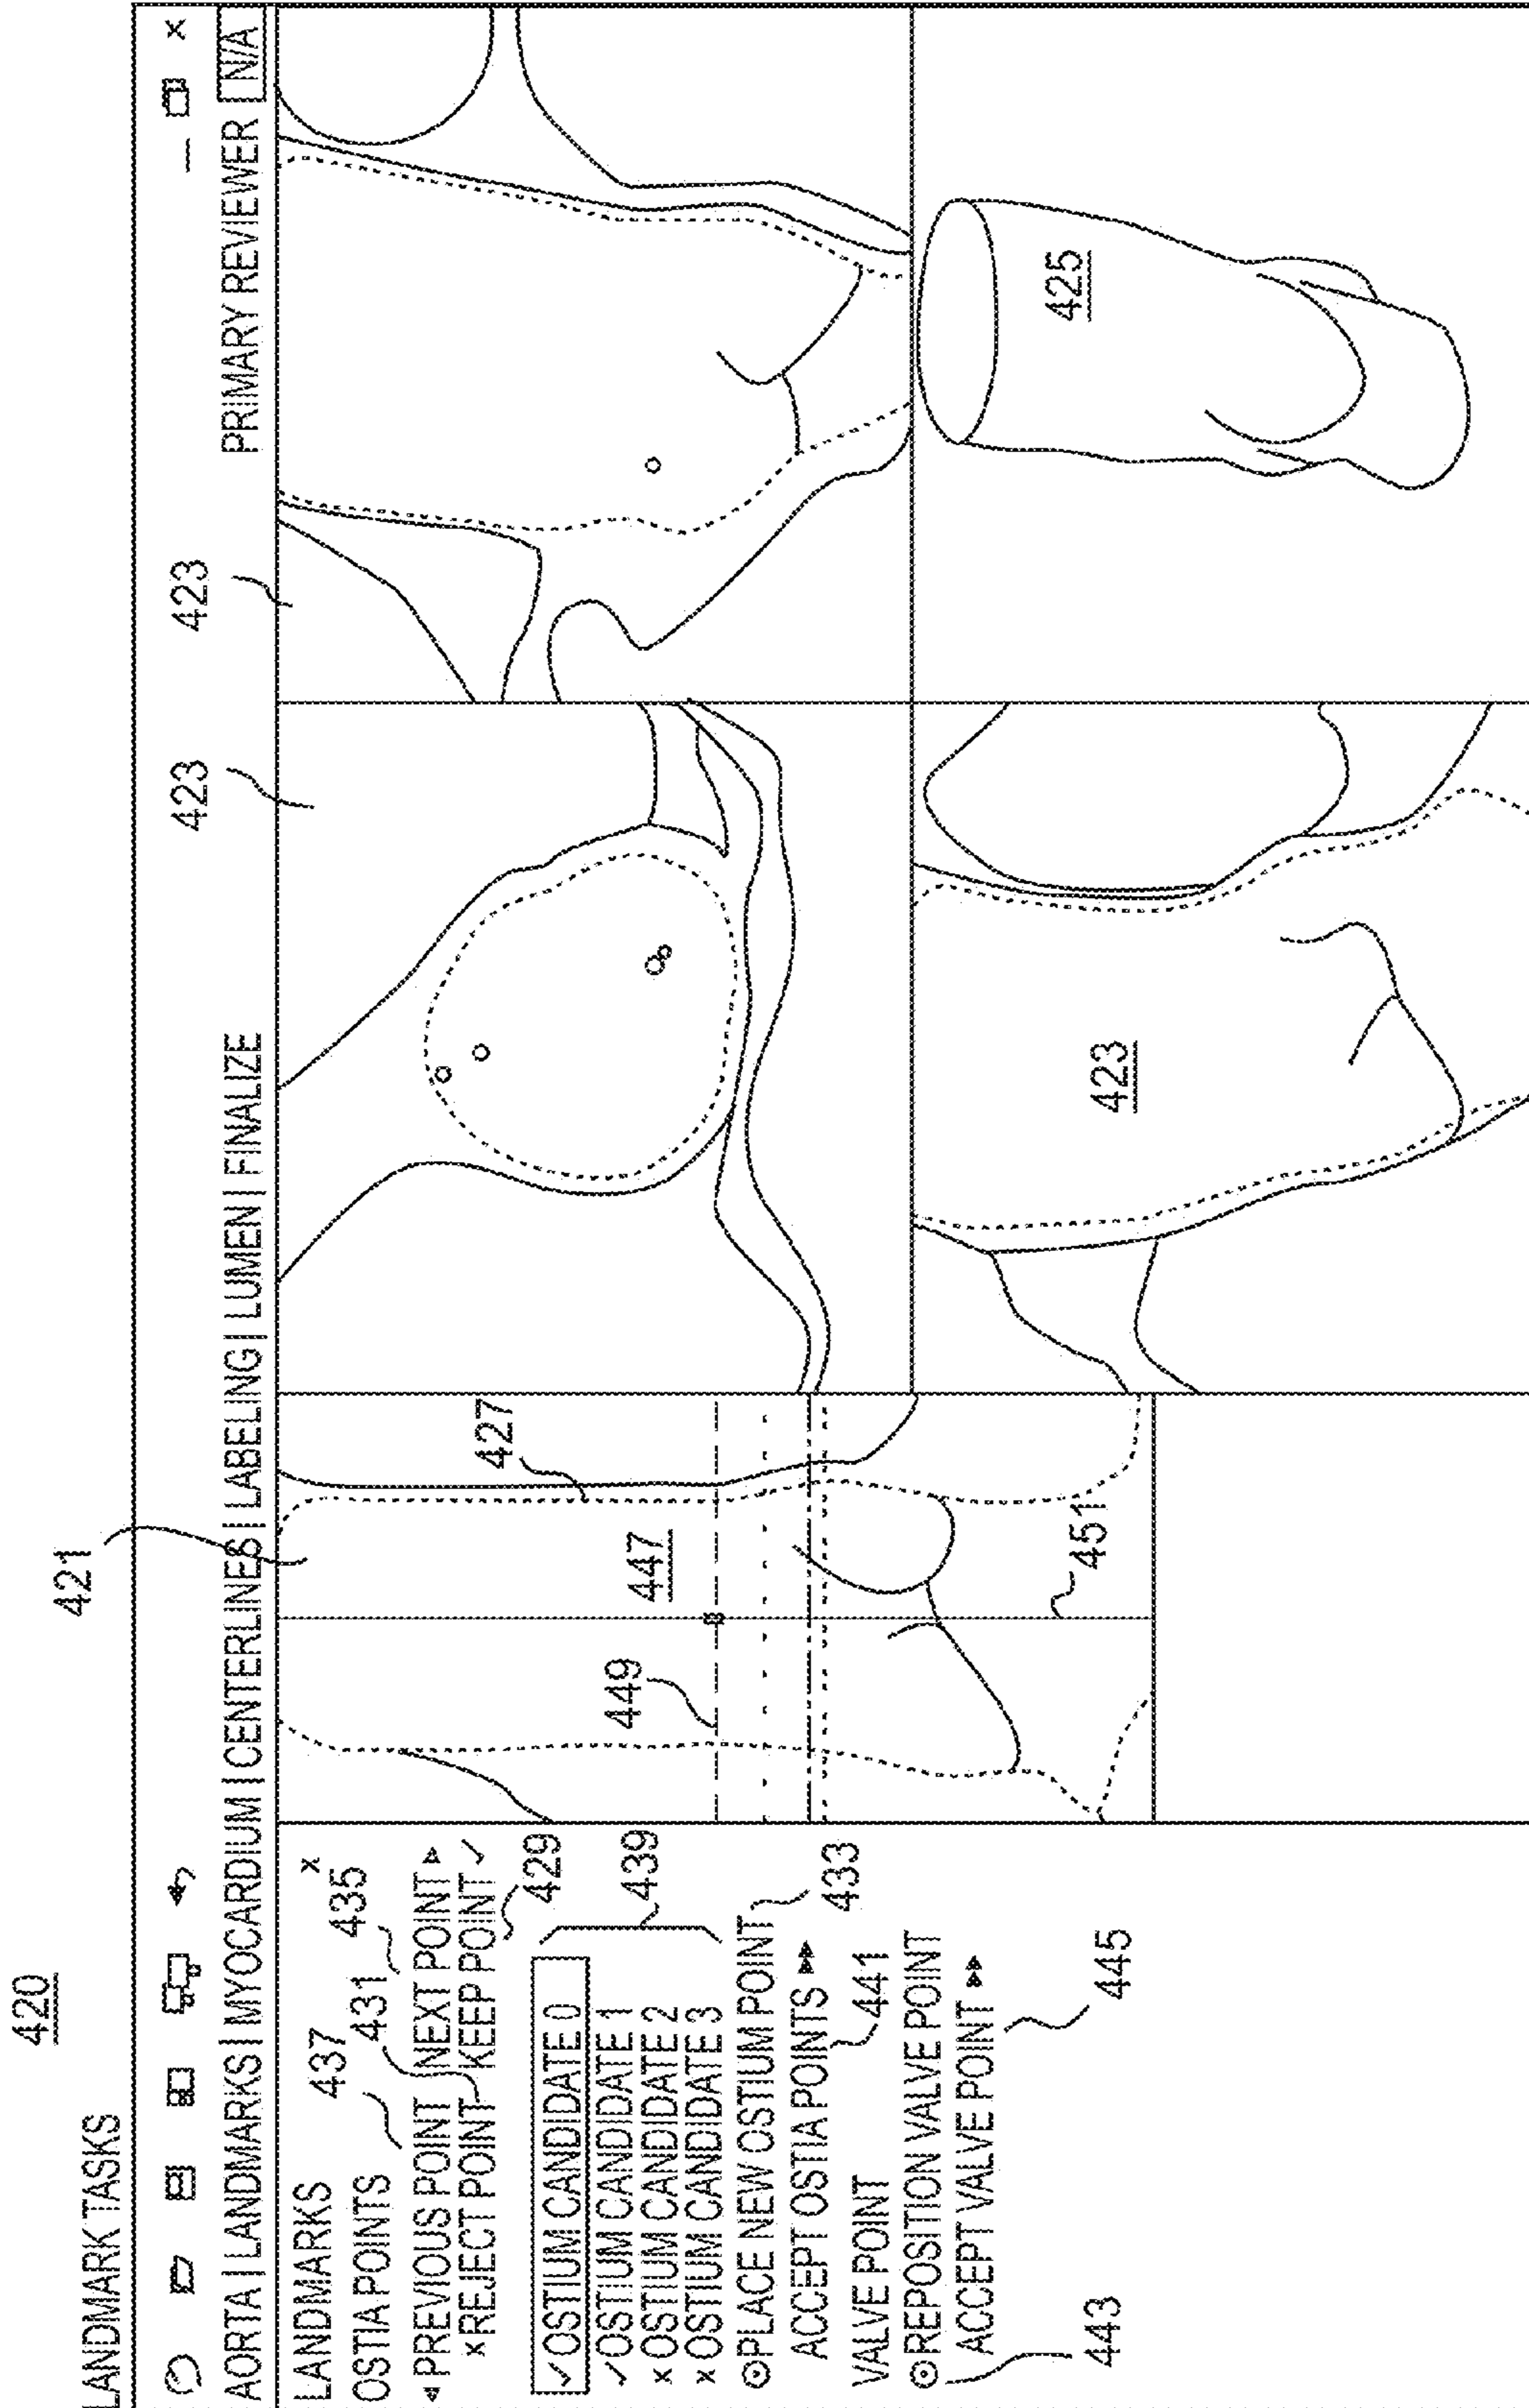 420
LANDMARK TASKS
421
423
423
— x
AORTA | LANDMARKS | MYOCARDIUM | CENTERLINES | LABELING | LUMEN | FINALIZE PRIMARY REVIEWER N/A
LANDMARKS x
OSTIA POINTS
437
431
435
◄ PREVIOUS POINT NEXT POINT ►
x REJECT POINT KEEP POINT ✓
429
✓ OSTIUM CANDIDATE 0
✓ OSTIUM CANDIDATE 1
x OSTIUM CANDIDATE 2
x OSTIUM CANDIDATE 3
439
⊙ PLACE NEW OSTIUM POINT
433
ACCEPT OSTIA POINTS ►►
441
VALVE POINT
⊙ REPOSITION VALVE POINT
ACCEPT VALVE POINT ►►
443
445
427
447
449
451
423
425